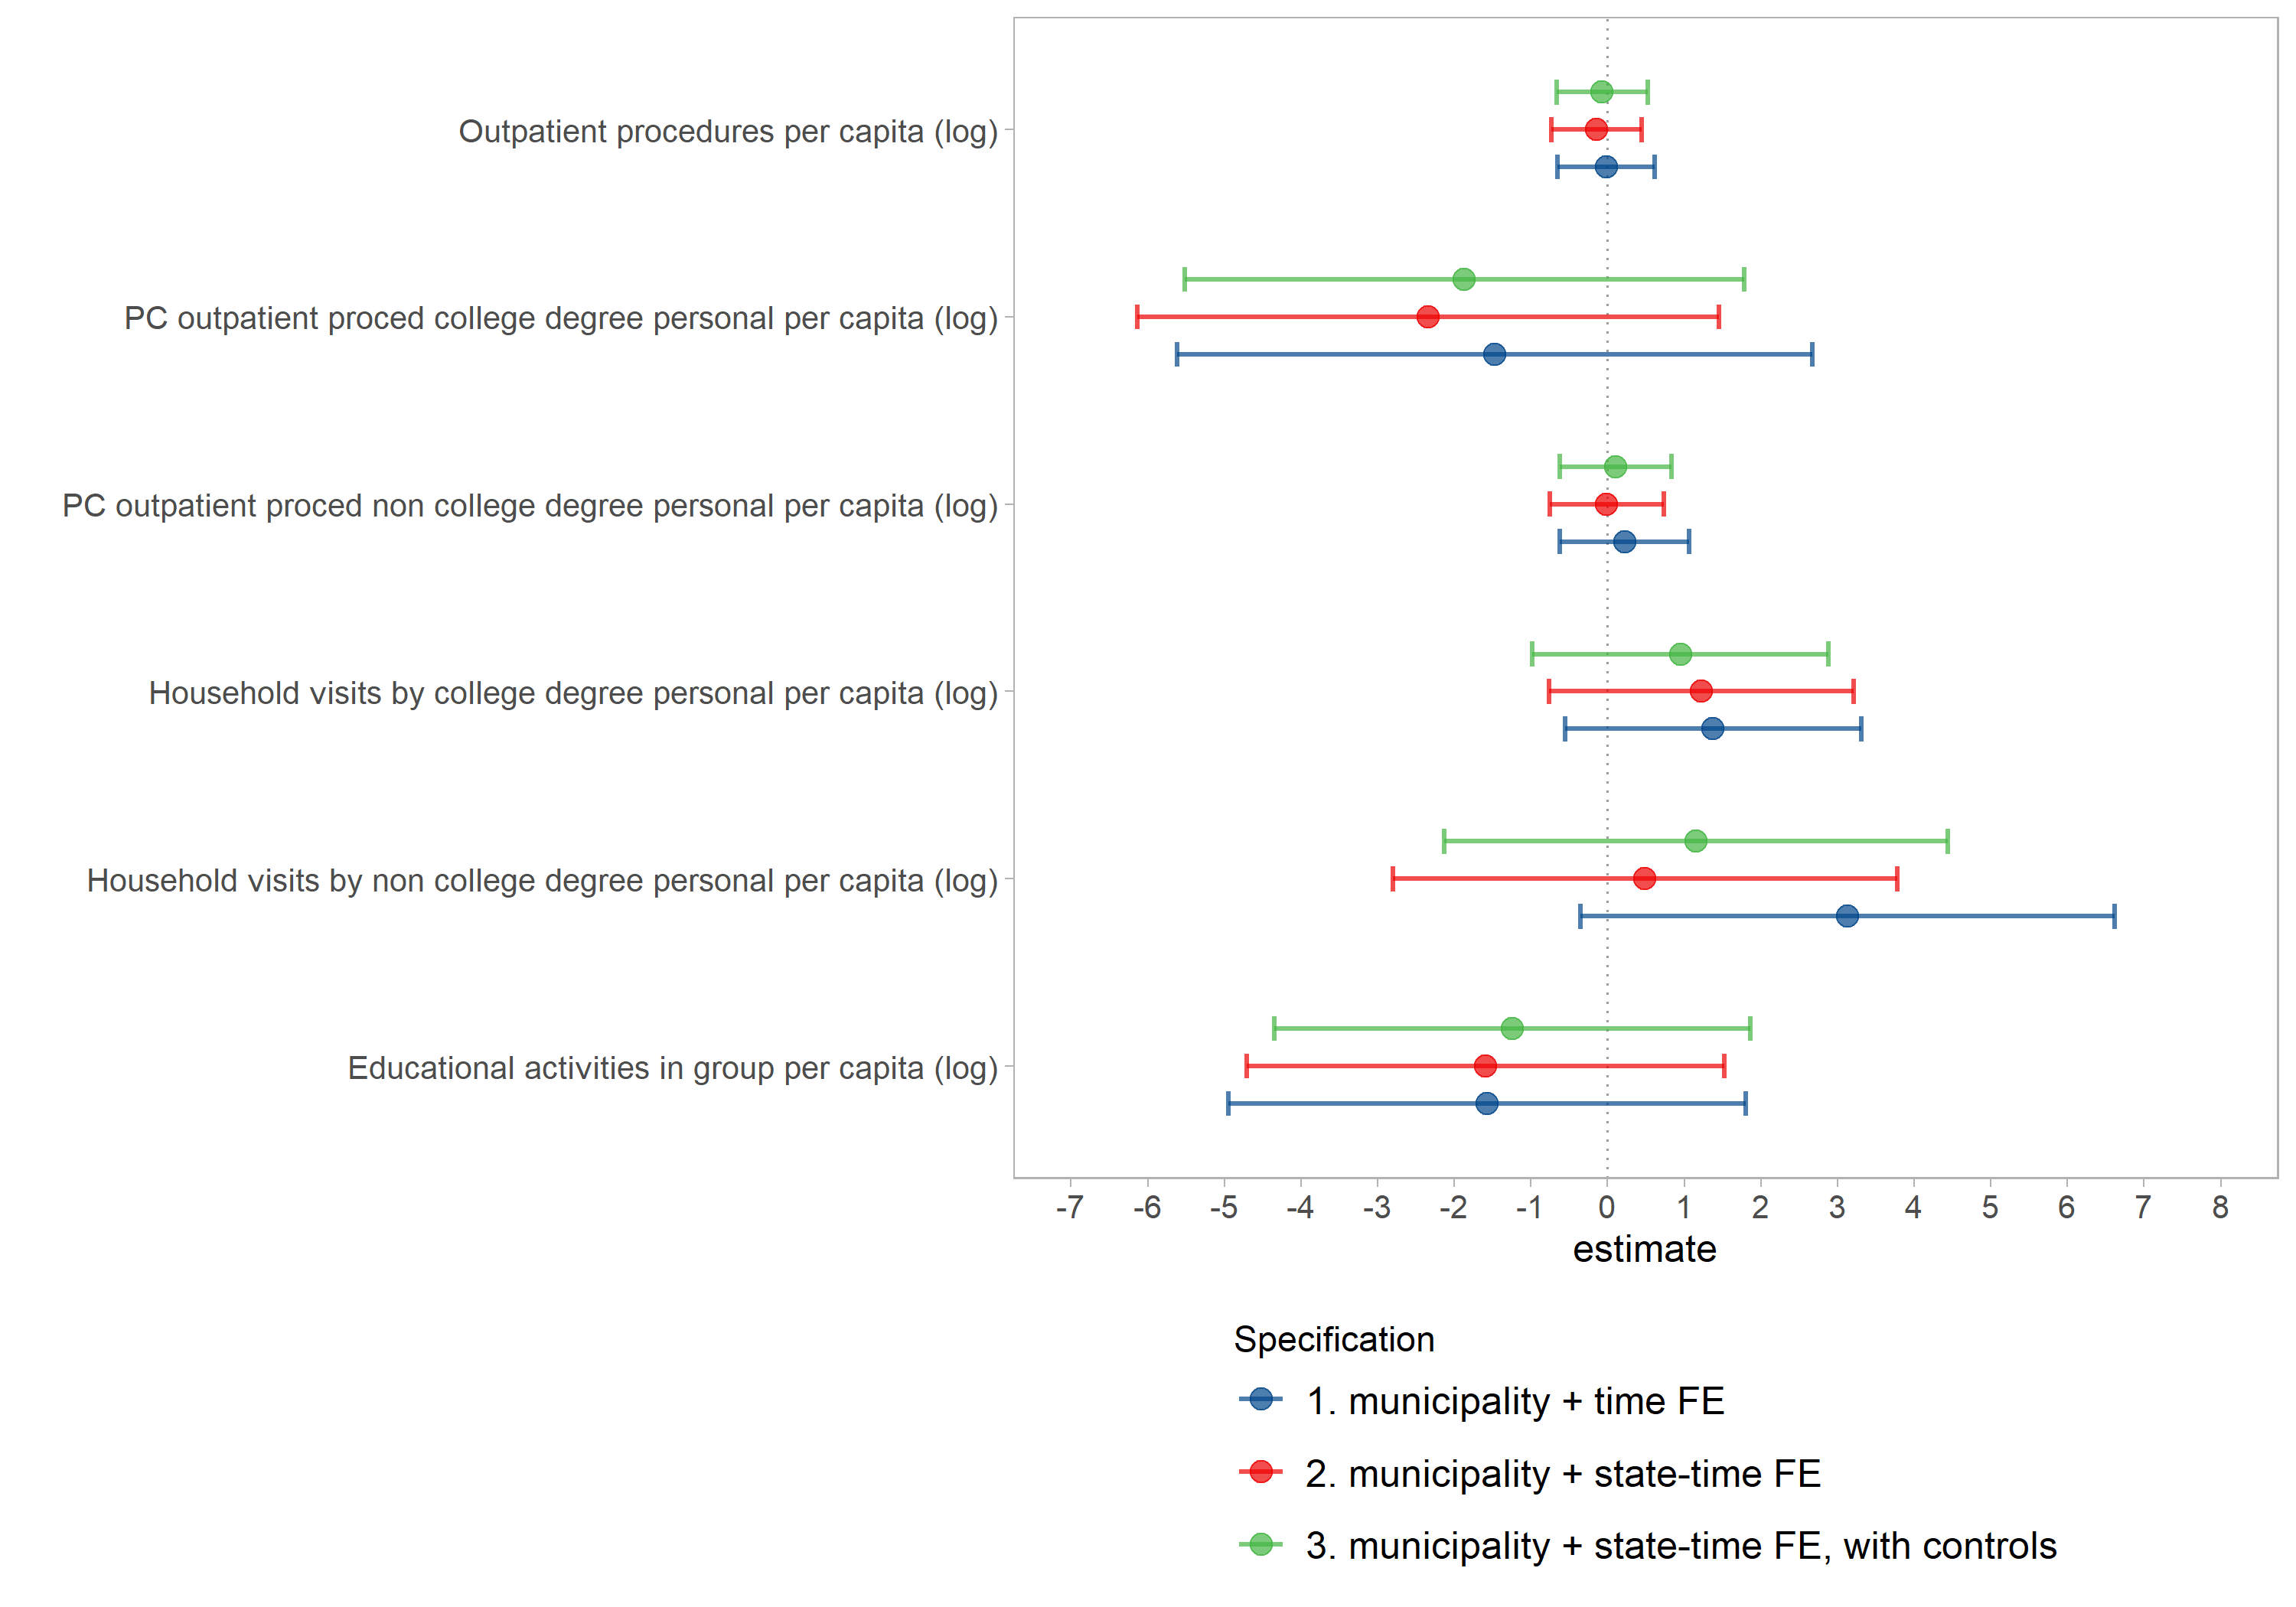 Outpatient procedures per capita (log)
PC outpatient proced college degree personal per capita (log)
PC outpatient proced non college degree personal per capita (log)
Household visits by college degree personal per capita (log)
Household visits by non college degree personal per capita (log)
Educational activities in group per capita (log)
-7 -6 -5 -4 -3 -2 -1 0 1 2 3 4 5 6 7 8
estimate
Specification
1. municipality + time FE
2. municipality + state-time FE
3. municipality + state-time FE, with controls